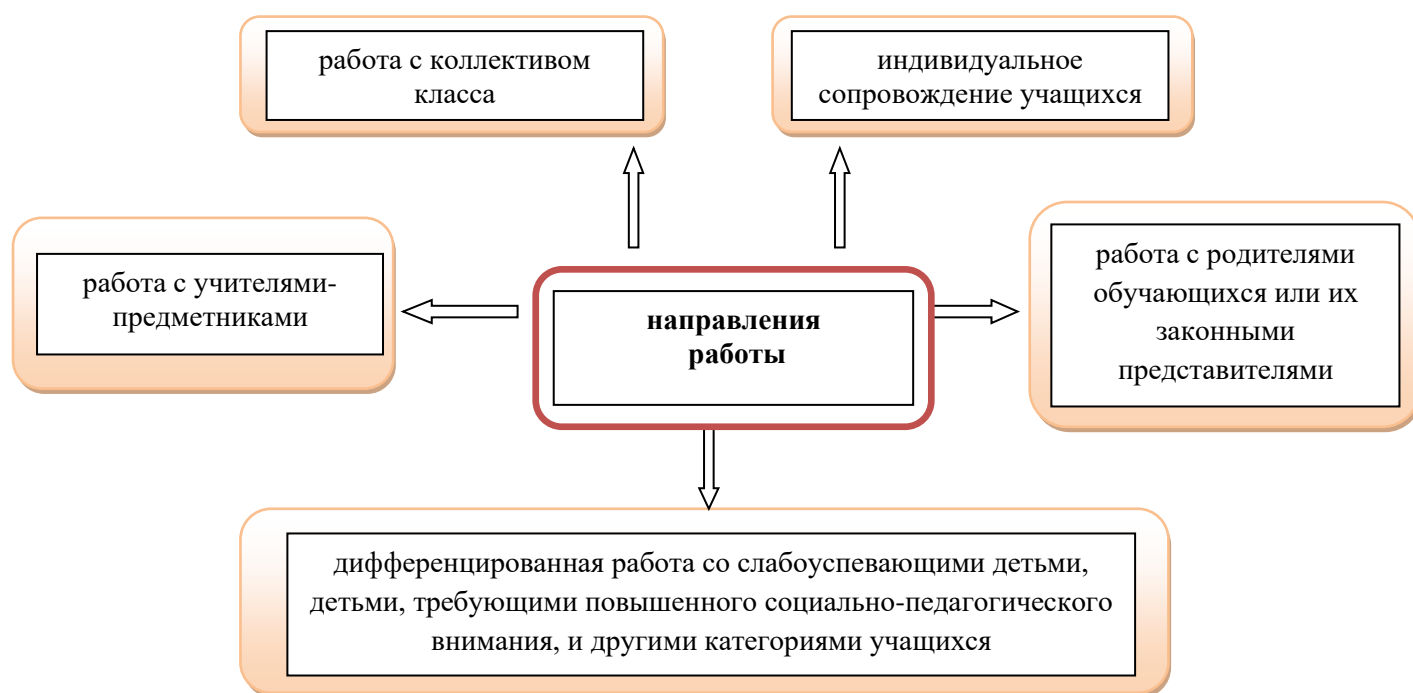 работа с коллективом
класса
индивидуальное
сопровождение учащихся
работа с учителями-
предметниками
направления
работы
работа с родителями
обучающихся или их
законными
представителями
дифференцированная работа со слабоуспевающими детьми,
детьми, требующими повышенного социально-педагогического
внимания, и другими категориями учащихся